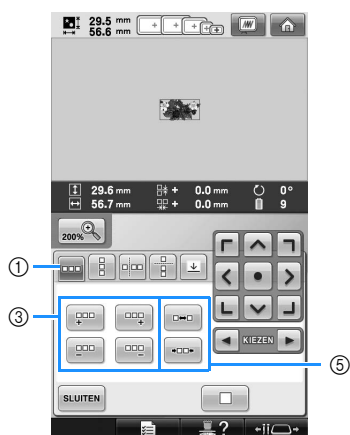 29.5 mm
56.6 mm
29.6 mm + 0.0 mm 0°
56.7 mm + 0.0 mm 9
200%
①
③
KIEZEN
⑤
SLUITEN
?